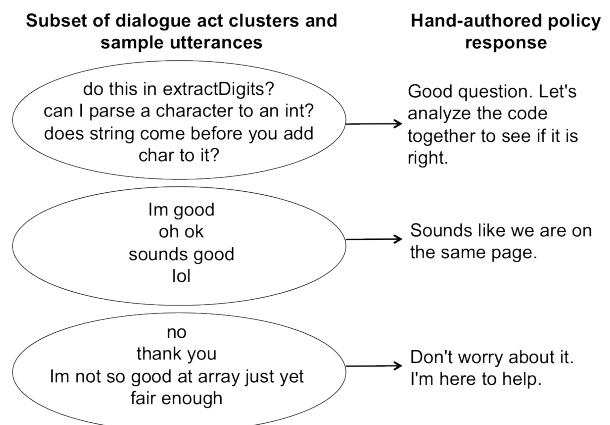 Subset of dialogue act clusters and
sample utterances
Hand-authored policy
response
do this in extractDigits?
can I parse a character to an int?
does string come before you add
char to it?
Good question. Let's
analyze the code
together to see if it is
right.
Im good
oh ok
sounds good
lol
Sounds like we are on
the same page.
no
thank you
Im not so good at array just yet
fair enough
Don't worry about it.
I'm here to help.